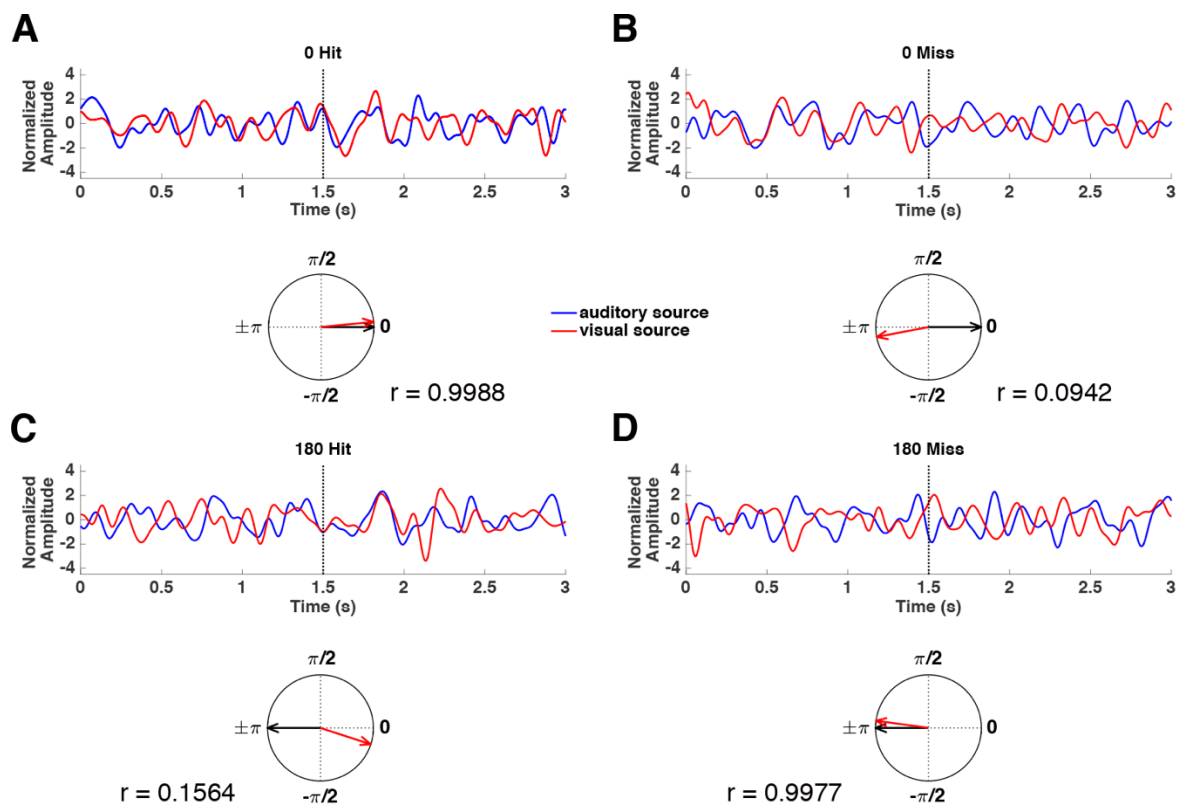 A
0 Hit
Normalized
Amplitude
4
2
0
-2
-4
0
0.5
1
1.5
2
2.5
3
Time (s)
π/2
±π
0
-π/2
r = 0.9988
B
0 Miss
Normalized
Amplitude
4
2
0
-2
-4
0
0.5
1
1.5
2
2.5
3
Time (s)
π/2
±π
0
-π/2
r = 0.0942
auditory source
visual source
C
180 Hit
Normalized
Amplitude
4
2
0
-2
-4
0
0.5
1
1.5
2
2.5
3
Time (s)
π/2
±π
0
-π/2
r = 0.1564
D
180 Miss
Normalized
Amplitude
4
2
0
-2
-4
0
0.5
1
1.5
2
2.5
3
Time (s)
π/2
±π
0
-π/2
r = 0.9977